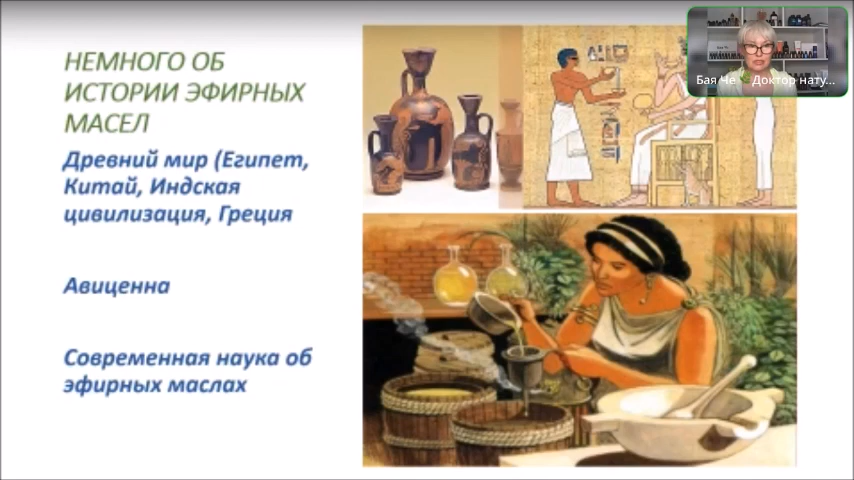 НЕМНОГО ОБ
ИСТОРИИ ЭФИРНЫХ
МАСЕЛ
Древний мир (Египет,
Китай, Индская
цивилизация, Греция
Авиценна
Современная наука об
эфирных маслах
Бая Че Доктор нату...